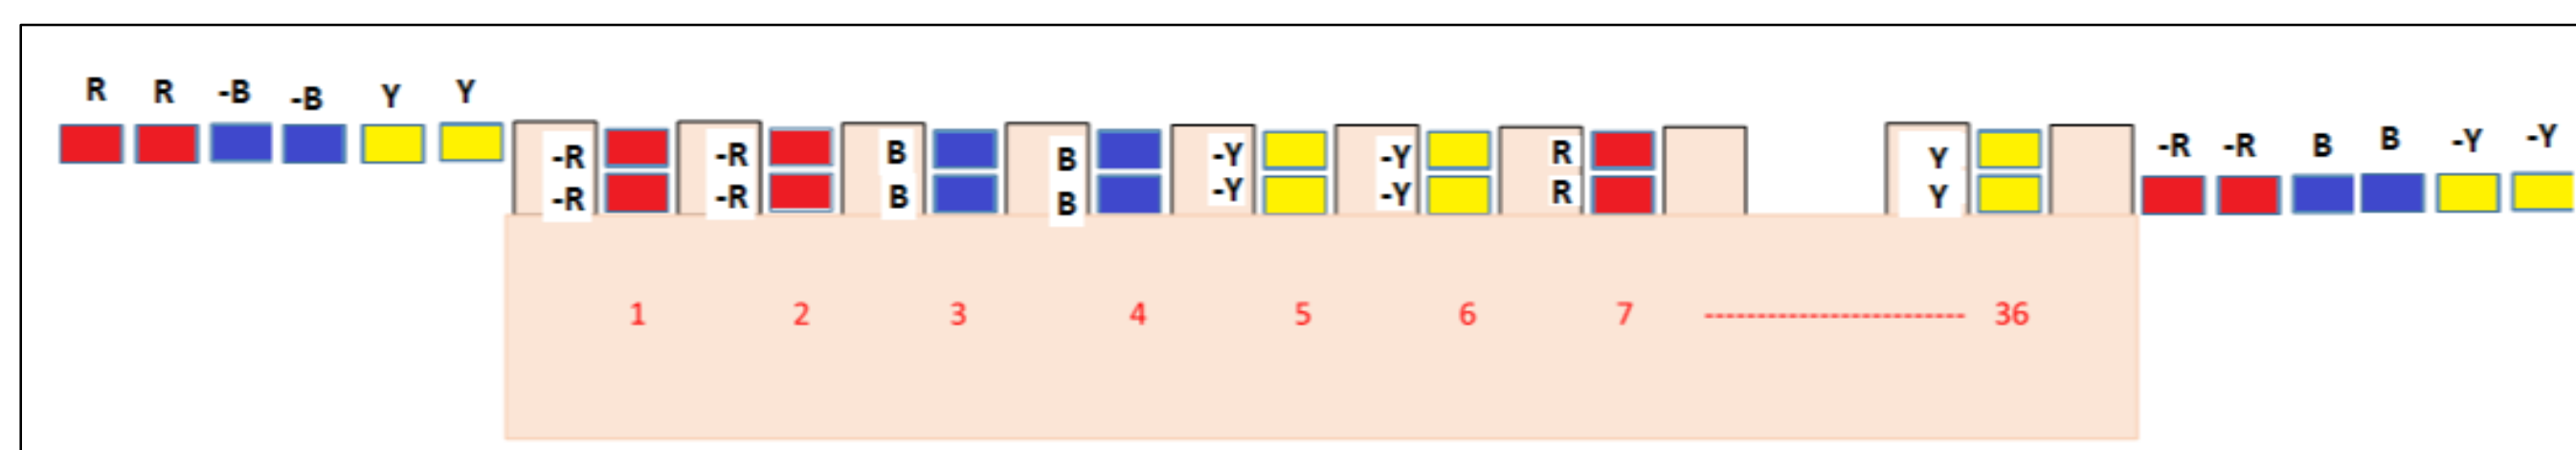 R R -B -B Y Y
-R -R B B -Y -Y R Y
-R -R B B -Y -Y R Y
-R -R B B -Y -Y
1 2 3 4 5 6 7 ------------------------ 36